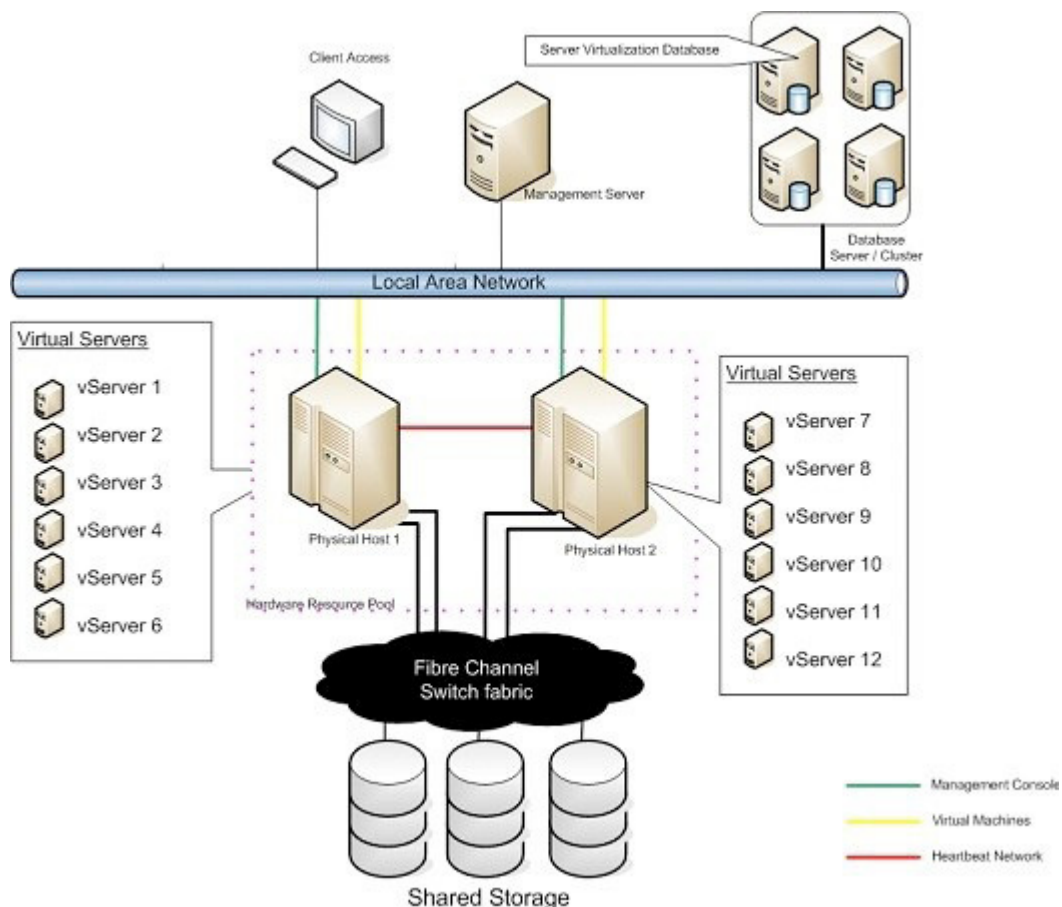 Server Virtualization Database
Client Access
Management Server
Database
Server / Cluster
Local Area Network
Virtual Servers
vServer 1
vServer 2
vServer 3
vServer 4
vServer 5
vServer 6
Physical Host 1
Physical Host 2
Hardware Resource Pool
Virtual Servers
vServer 7
vServer 8
vServer 9
vServer 10
vServer 11
vServer 12
Fibre Channel
Switch fabric
Shared Storage
Management Console
Virtual Machines
Heartbeat Network